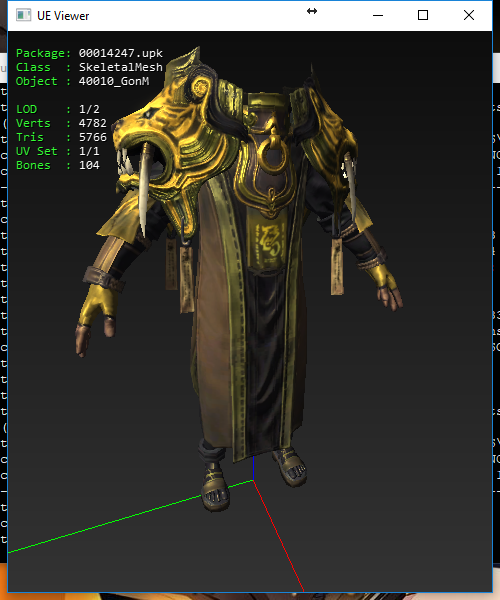 UE Viewer
Package: 00014247.upk
Class : SkeletalMesh
Object : 40010_GonM
LOD : 1/2
Verts : 4782
Tris : 5766
UV Set : 1/1
Bones : 104